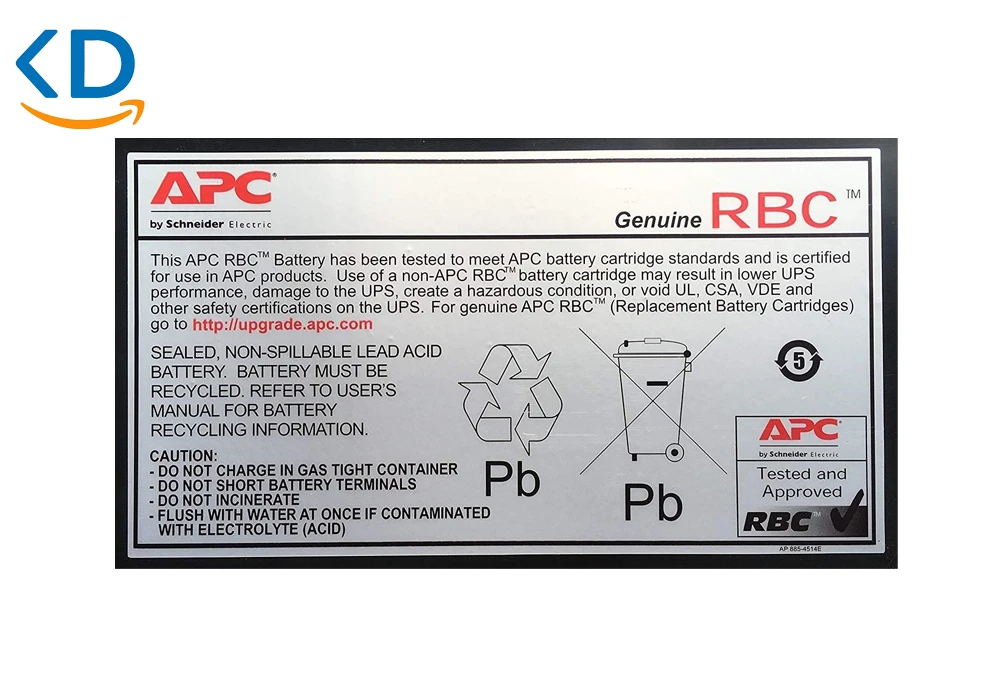 KD
APC®
by Schneider Electric
Genuine RBC™
This APC RBC™ Battery has been tested to meet APC battery cartridge standards and is certified
for use in APC products. Use of a non-APC RBC™ battery cartridge may result in lower UPS
performance, damage to the UPS, create a hazardous condition, or void UL, CSA, VDE and
other safety certifications on the UPS. For genuine APC RBC™ (Replacement Battery Cartridges)
go to http://upgrade.apc.com
SEALED, NON-SPILLABLE LEAD ACID
BATTERY. BATTERY MUST BE
RECYCLED. REFER TO USER'S
MANUAL FOR BATTERY
RECYCLING INFORMATION.
CAUTION:
- DO NOT CHARGE IN GAS TIGHT CONTAINER
- DO NOT SHORT BATTERY TERMINALS
- DO NOT INCINERATE
- FLUSH WITH WATER AT ONCE IF CONTAMINATED
WITH ELECTROLYTE (ACID)
Pb
Pb
5
APC
by Schneider Electric
Tested and
Approved
RBC™
AP 885-4514E